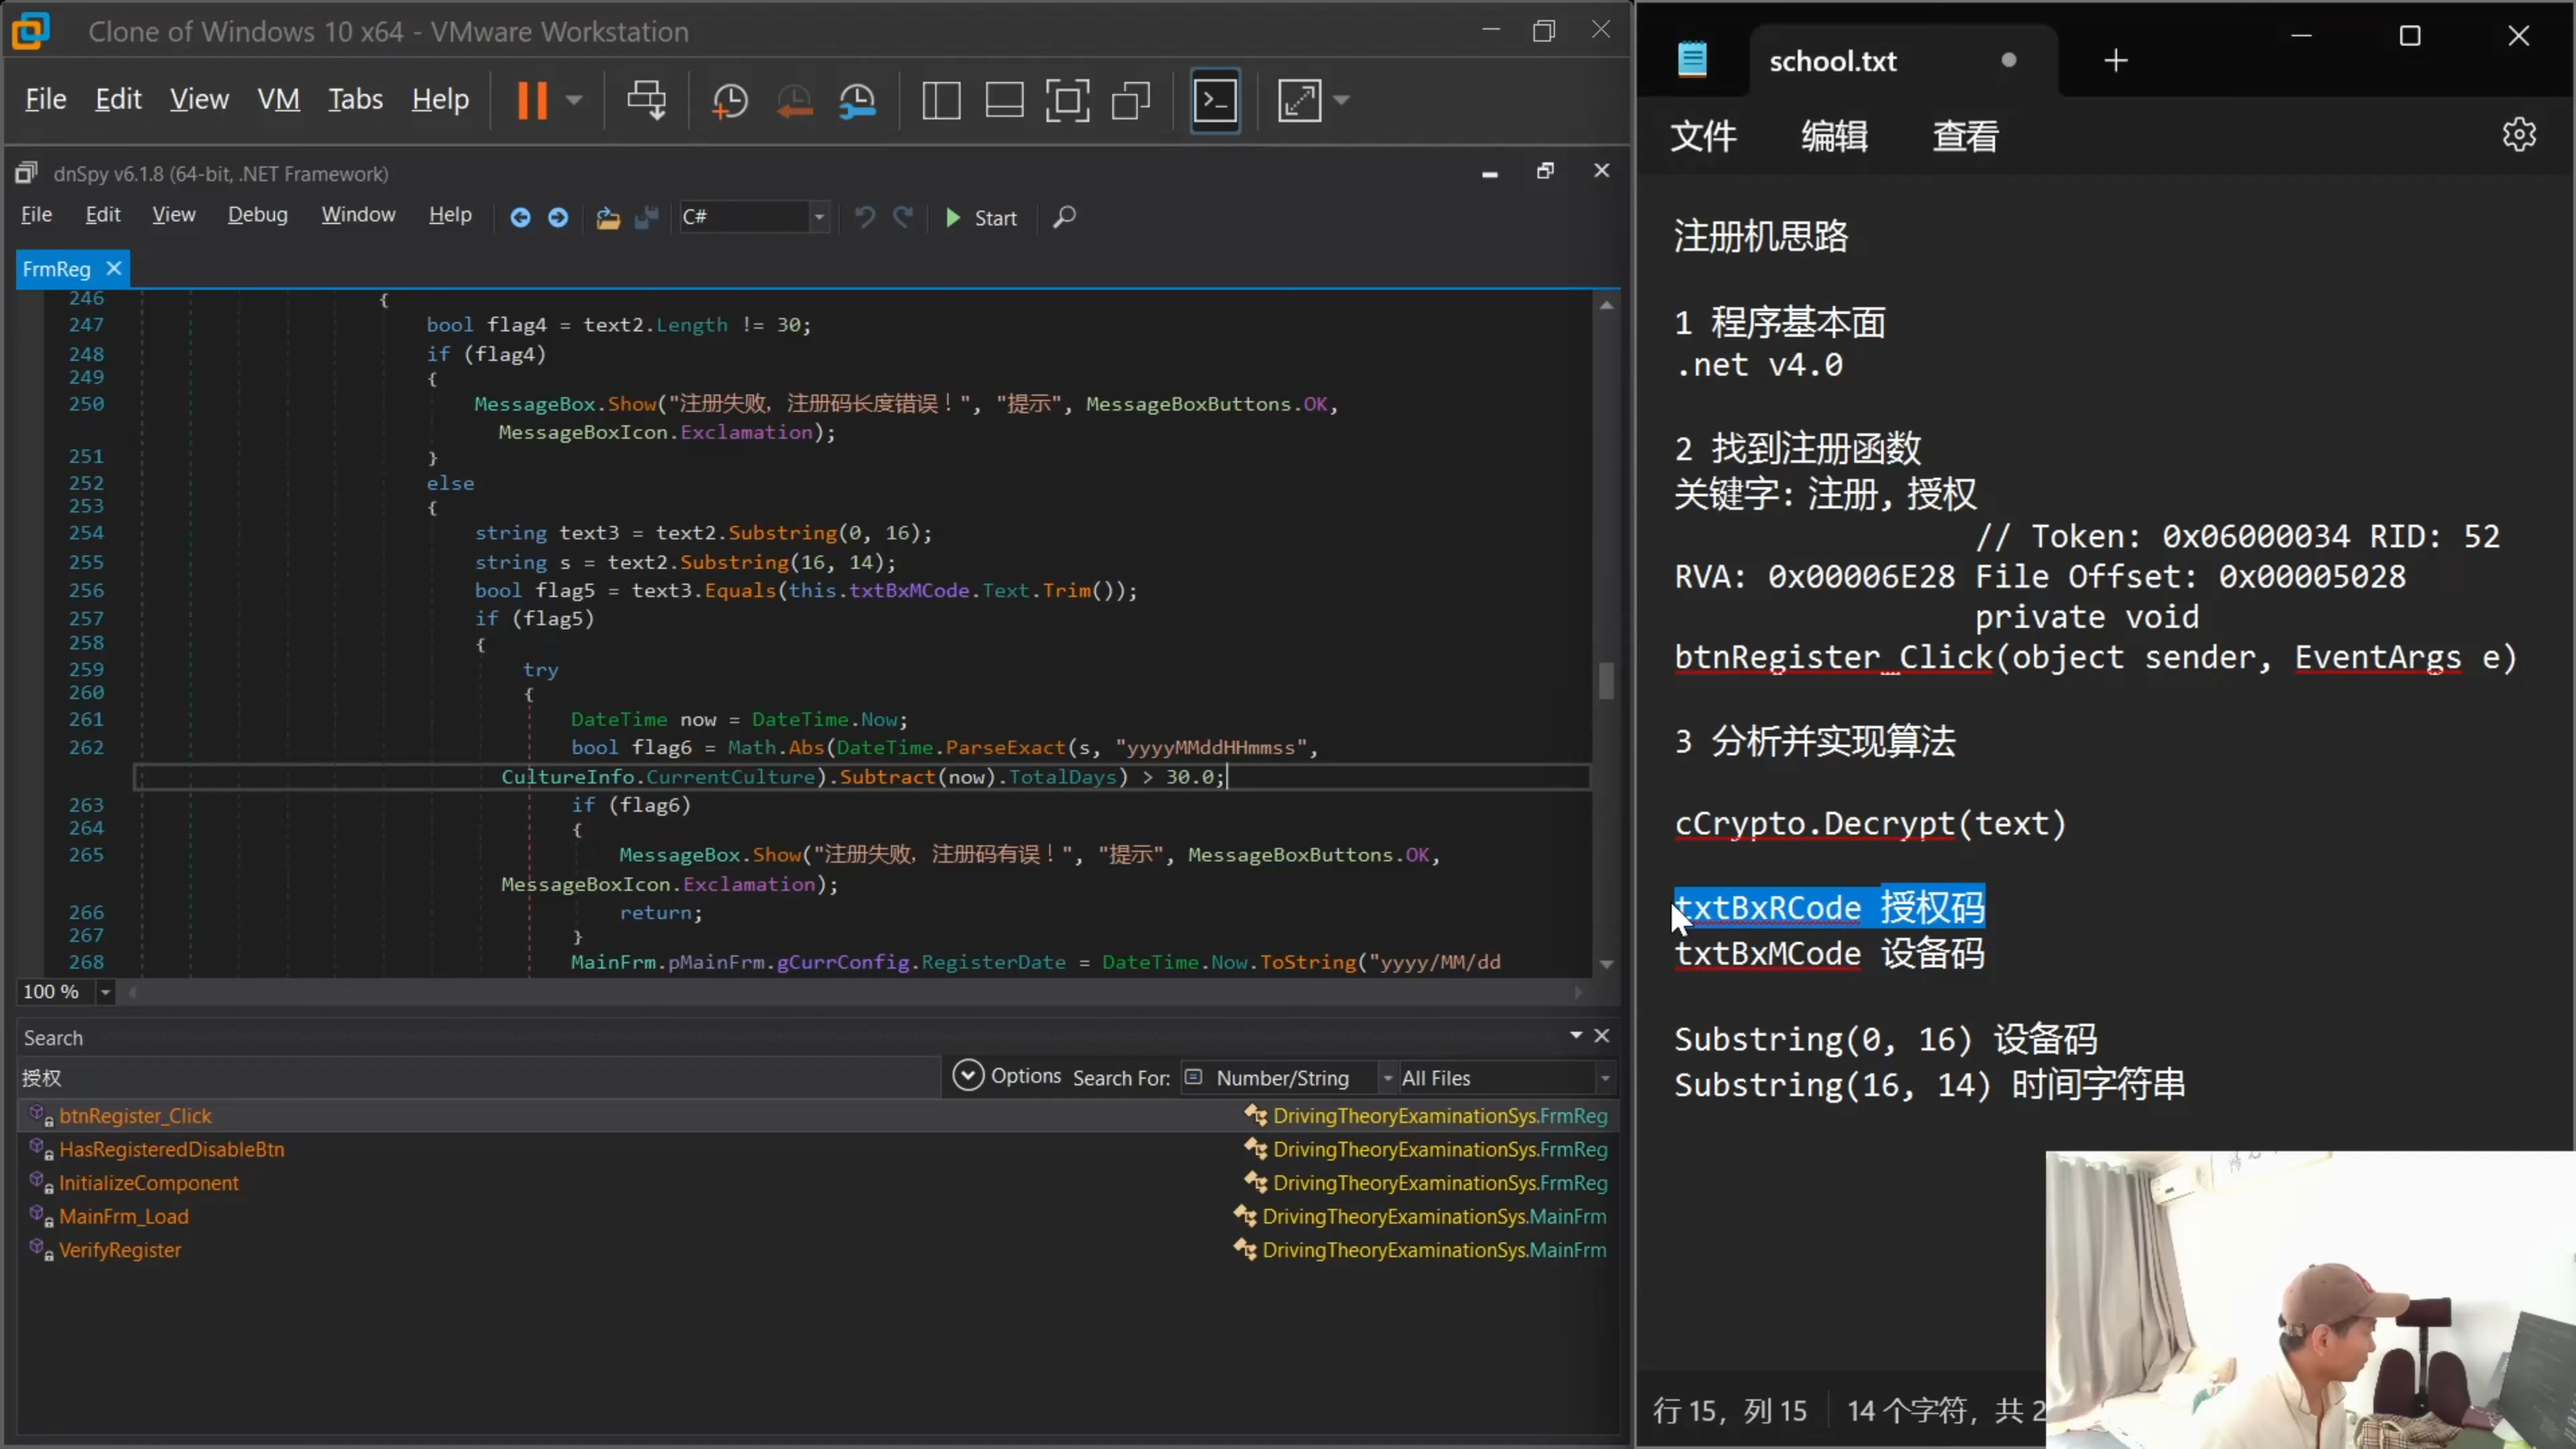 Clone of Windows 10 x64 - VMware Workstation
File Edit View VM Tabs Help
dnSpy v6.1.8 (64-bit, .NET Framework)
File Edit View Debug Window Help C# Start
FrmReg
246 {
247 bool flag4 = text2.Length != 30;
248 if (flag4)
249 {
250 MessageBox.Show("注册失败，注册码长度错误！", "提示", MessageBoxButtons.OK,
MessageBoxIcon.Exclamation);
251 }
252 else
253 {
254 string text3 = text2.Substring(0, 16);
255 string s = text2.Substring(16, 14);
256 bool flag5 = text3.Equals(this.txtBxMCode.Text.Trim());
257 if (flag5)
258 {
259 try
260 {
261 DateTime now = DateTime.Now;
262 bool flag6 = Math.Abs(DateTime.ParseExact(s, "yyyyMMddHHmmss",
CultureInfo.CurrentCulture).Subtract(now).TotalDays) > 30.0;
263 if (flag6)
264 {
265 MessageBox.Show("注册失败，注册码有误！", "提示", MessageBoxButtons.OK,
MessageBoxIcon.Exclamation);
266 return;
267 }
268 MainFrm.pMainFrm.gCurrConfig.RegisterDate = DateTime.Now.ToString("yyyy/MM/dd
100 %
Search
授权 Options Search For: Number/String All Files
btnRegister_Click DrivingTheoryExaminationSys.FrmReg
HasRegisteredDisableBtn DrivingTheoryExaminationSys.FrmReg
InitializeComponent DrivingTheoryExaminationSys.FrmReg
MainFrm_Load DrivingTheoryExaminationSys.MainFrm
VerifyRegister DrivingTheoryExaminationSys.MainFrm
school.txt
文件 编辑 查看
注册机思路
1 程序基本面
.net v4.0
2 找到注册函数
关键字：注册，授权
// Token: 0x06000034 RID: 52
RVA: 0x00006E28 File Offset: 0x00005028
private void
btnRegister_Click(object sender, EventArgs e)
3 分析并实现算法
cCrypto.Decrypt(text)
txtBxRCode 授权码
txtBxMCode 设备码
Substring(0, 16) 设备码
Substring(16, 14) 时间字符串
行 15，列 15 14 个字符，共 2